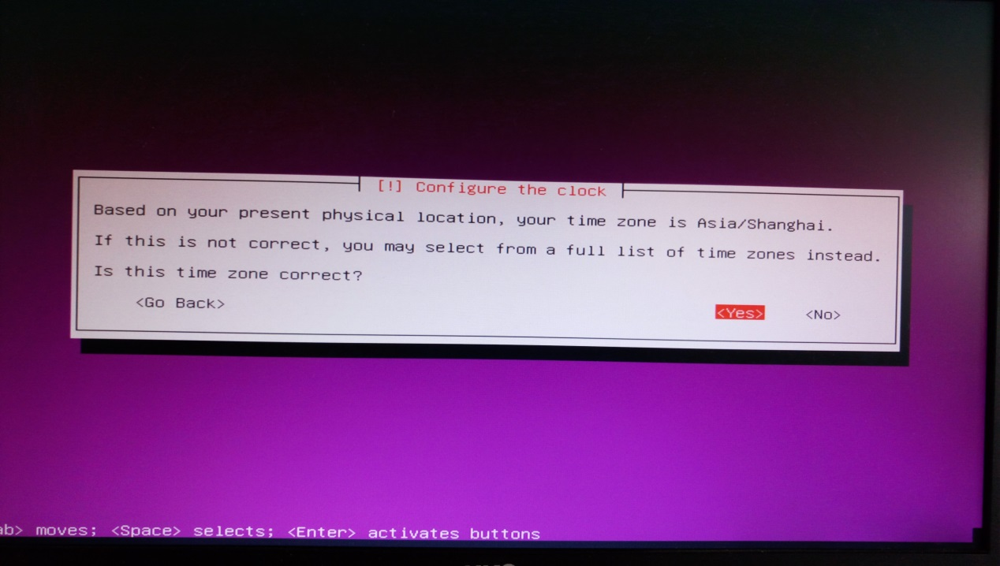 [!] Configure the clock
Based on your present physical location, your time zone is Asia/Shanghai.
If this is not correct, you may select from a full list of time zones instead.
Is this time zone correct?
<Go Back> <Yes> <No>
moves; <Space> selects; <Enter> activates buttons